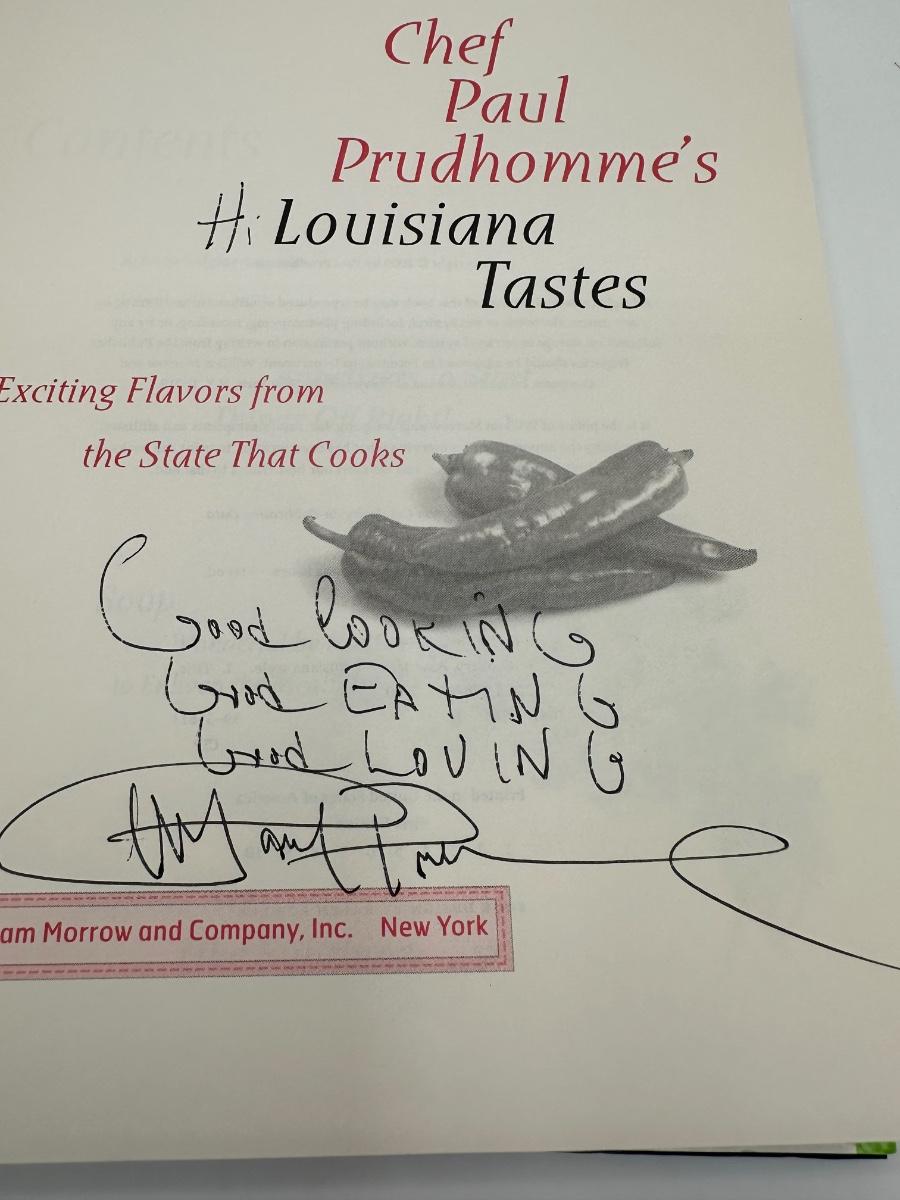 Chef
Paul
Prudhomme's
Hi Louisiana
Tastes
Exciting Flavors from
the State That Cooks
Good LOOKING
Good EATING
Good LOVING
am Morrow and Company, Inc. New York